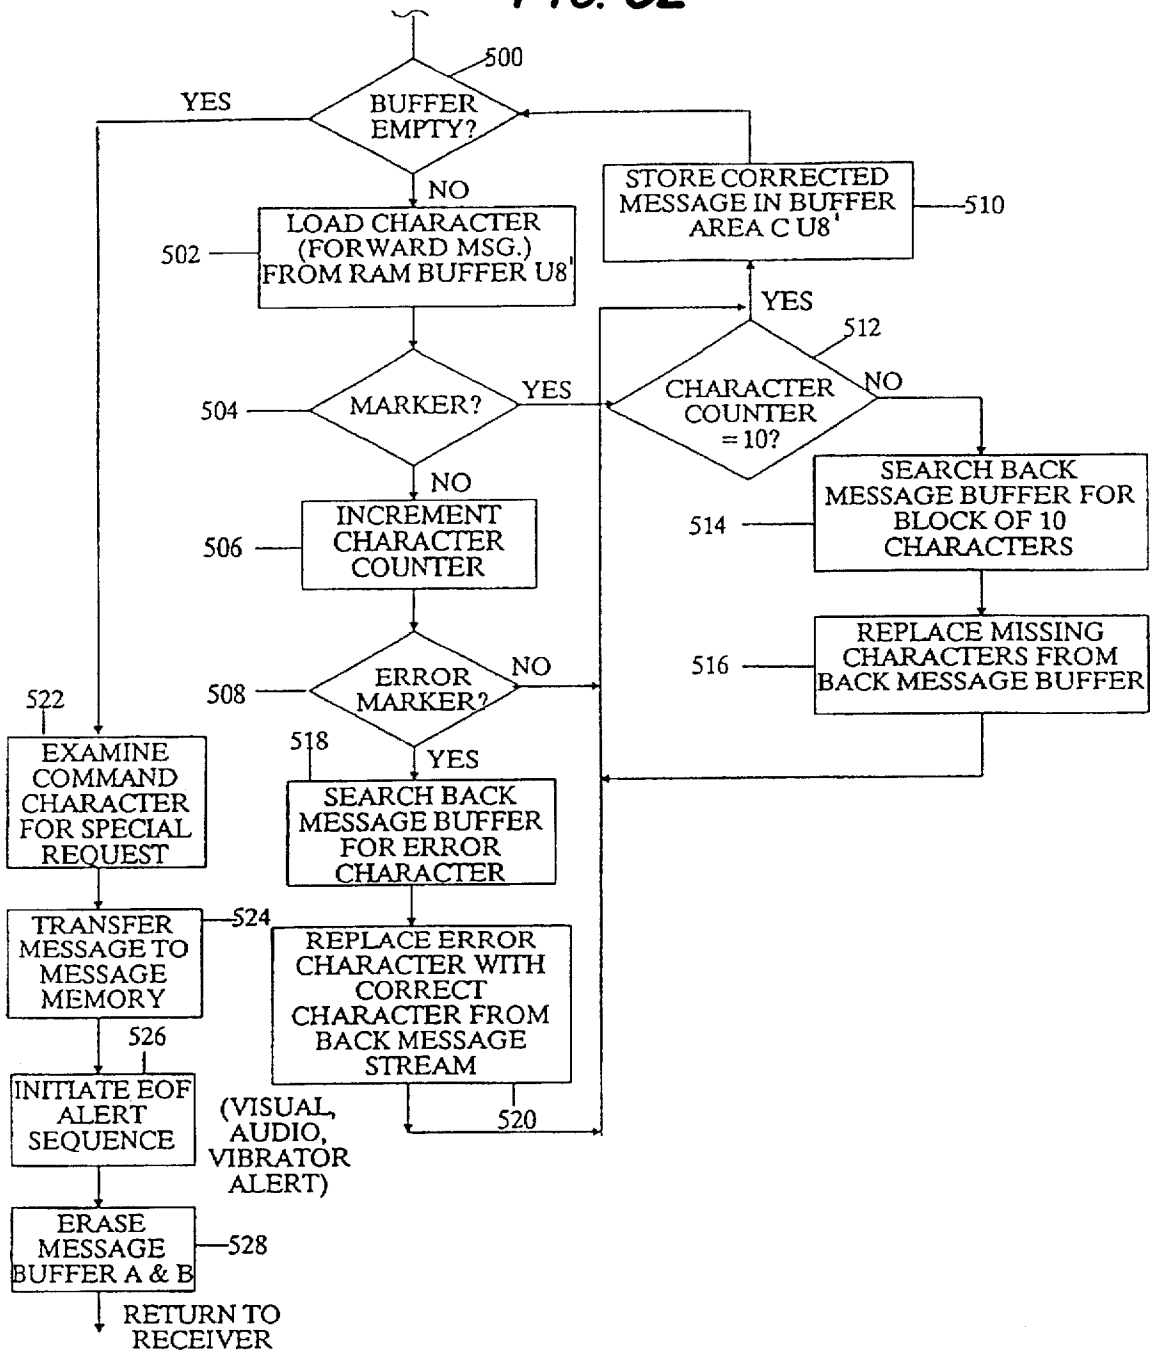 500
YES
BUFFER
EMPTY?
NO
STORE CORRECTED
MESSAGE IN BUFFER
AREA C U8'
510
LOAD CHARACTER
(FORWARD MSG.)
FROM RAM BUFFER U8'
502
YES
512
504
MARKER?
YES
CHARACTER
COUNTER
= 10?
NO
NO
SEARCH BACK
MESSAGE BUFFER FOR
BLOCK OF 10
CHARACTERS
514
506
INCREMENT
CHARACTER
COUNTER
REPLACE MISSING
CHARACTERS FROM
BACK MESSAGE BUFFER
516
508
ERROR
MARKER?
NO
522
518
YES
EXAMINE
COMMAND
CHARACTER
FOR SPECIAL
REQUEST
SEARCH BACK
MESSAGE BUFFER
FOR ERROR
CHARACTER
524
TRANSFER
MESSAGE TO
MESSAGE
MEMORY
REPLACE ERROR
CHARACTER WITH
CORRECT
CHARACTER FROM
BACK MESSAGE
STREAM
526
520
INITIATE EOF
ALERT
SEQUENCE
(VISUAL,
AUDIO,
VIBRATOR
ALERT)
ERASE
MESSAGE
BUFFER A & B
528
RETURN TO
RECEIVER